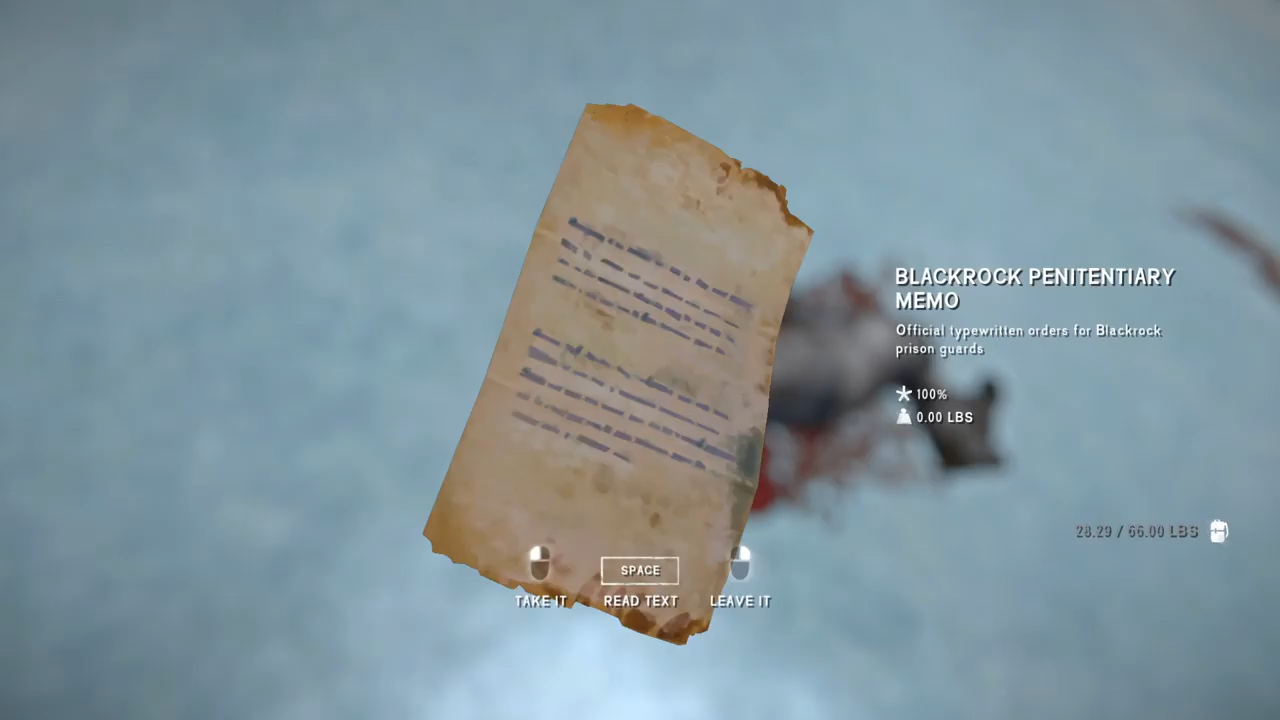 BLACKROCK PENITENTIARY
MEMO
Official typewritten orders for Blackrock
prison guards
100%
0.00 LBS
28.29 / 66.00 LBS
SPACE
TAKE IT READ TEXT LEAVE IT